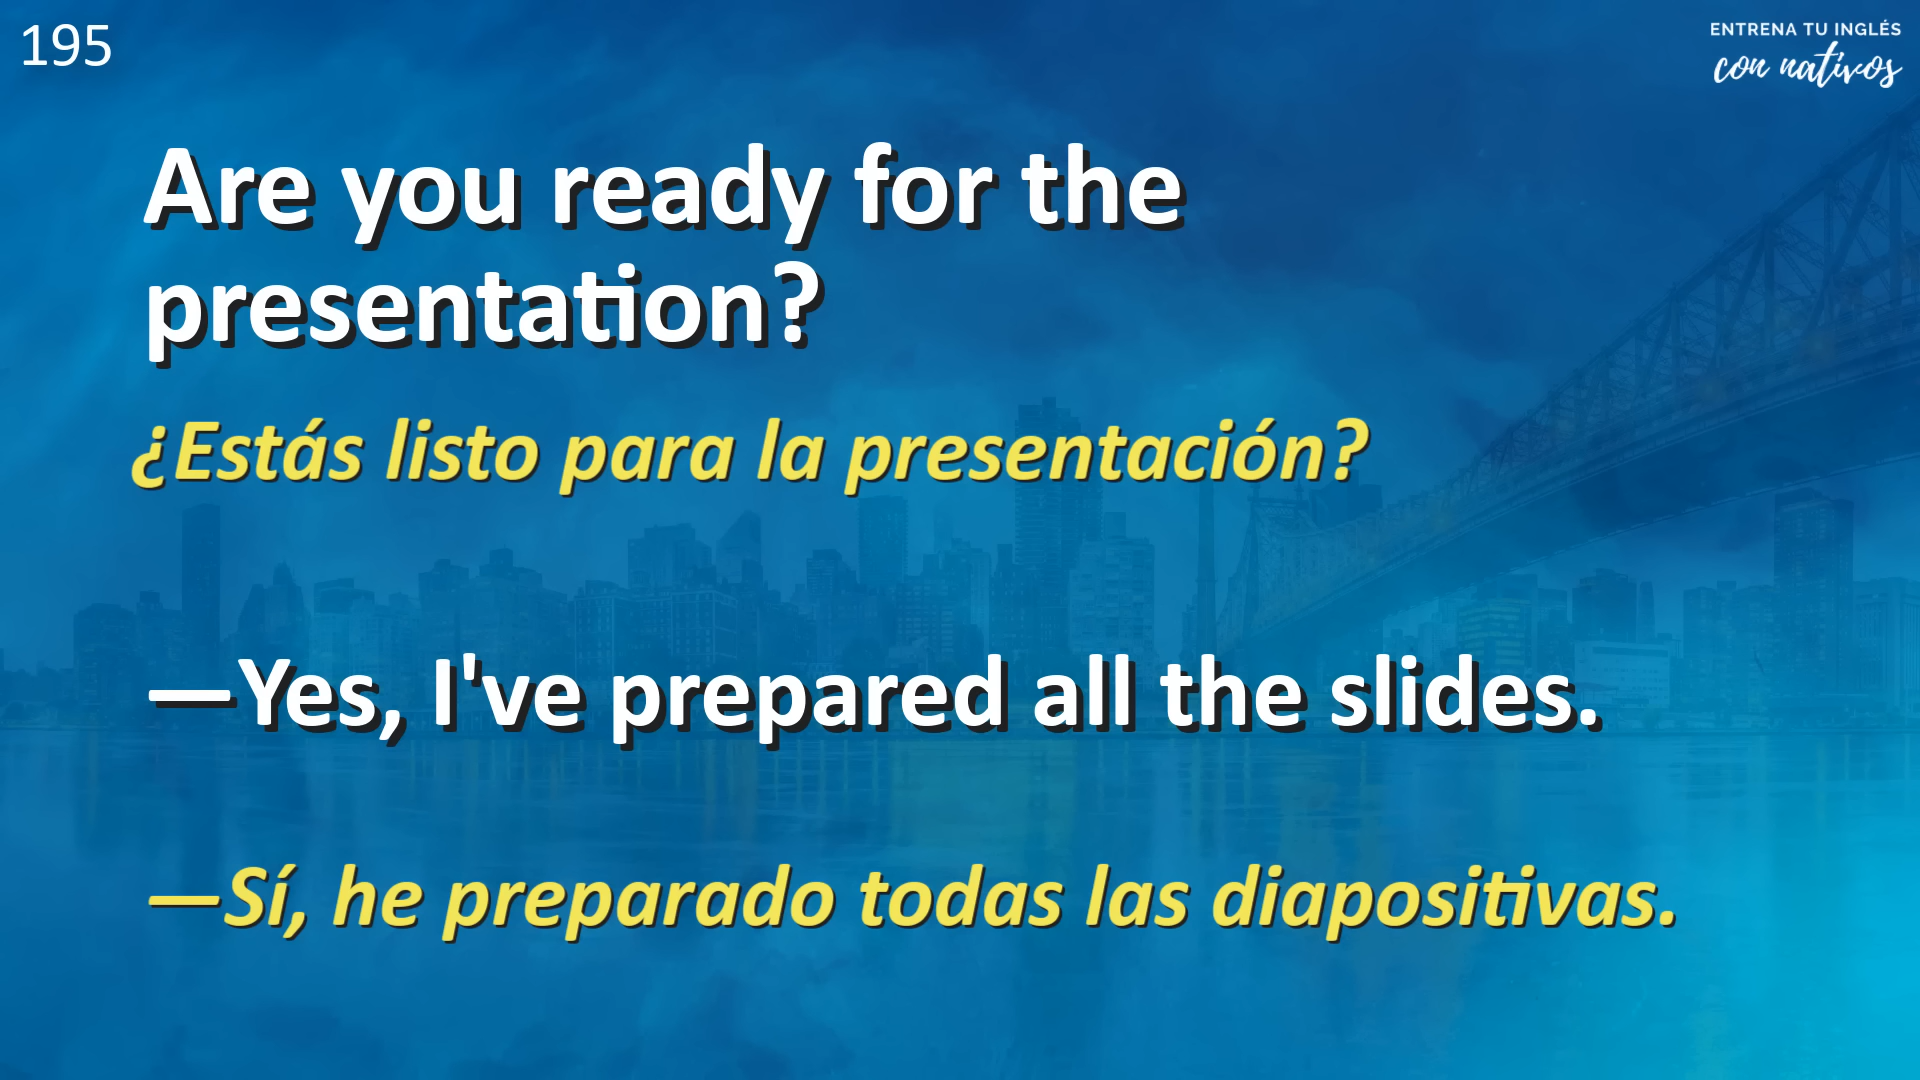 195
ENTRENA TU INGLÉS
con nativos
Are you ready for the
presentation?
¿Estás listo para la presentación?
—Yes, I've prepared all the slides.
—Sí, he preparado todas las diapositivas.